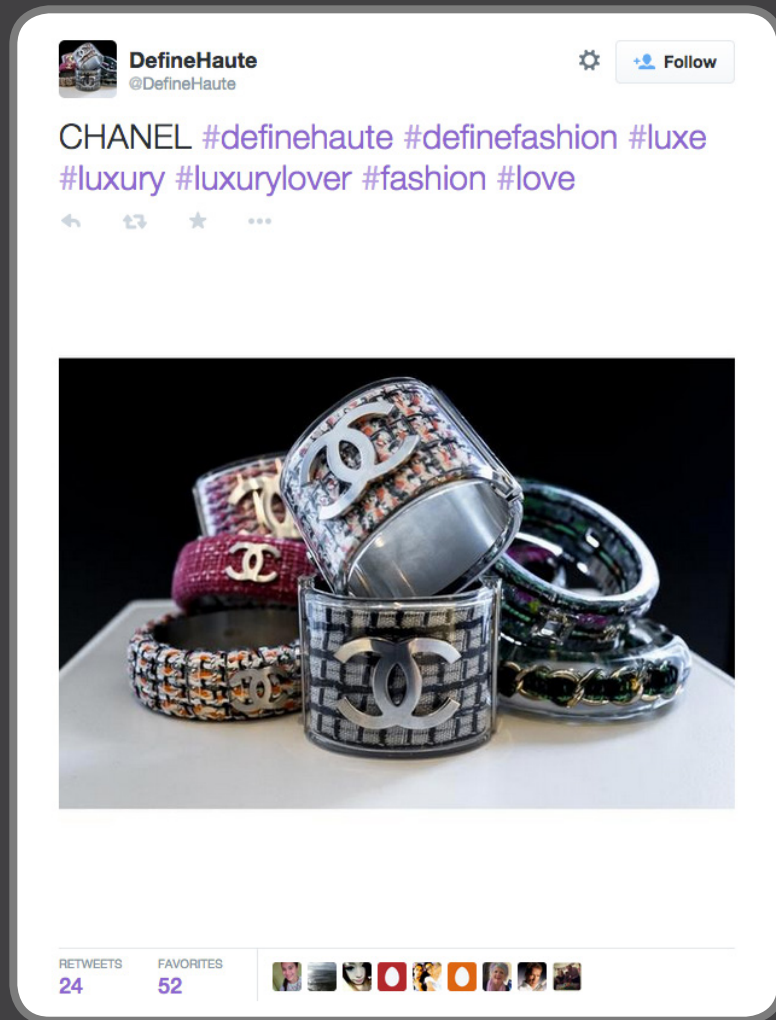 DefineHaute
@DefineHaute
Follow
CHANEL #definehaute #definefashion #luxe
#luxury #luxurylover #fashion #love
RETWEETS
24
FAVORITES
52